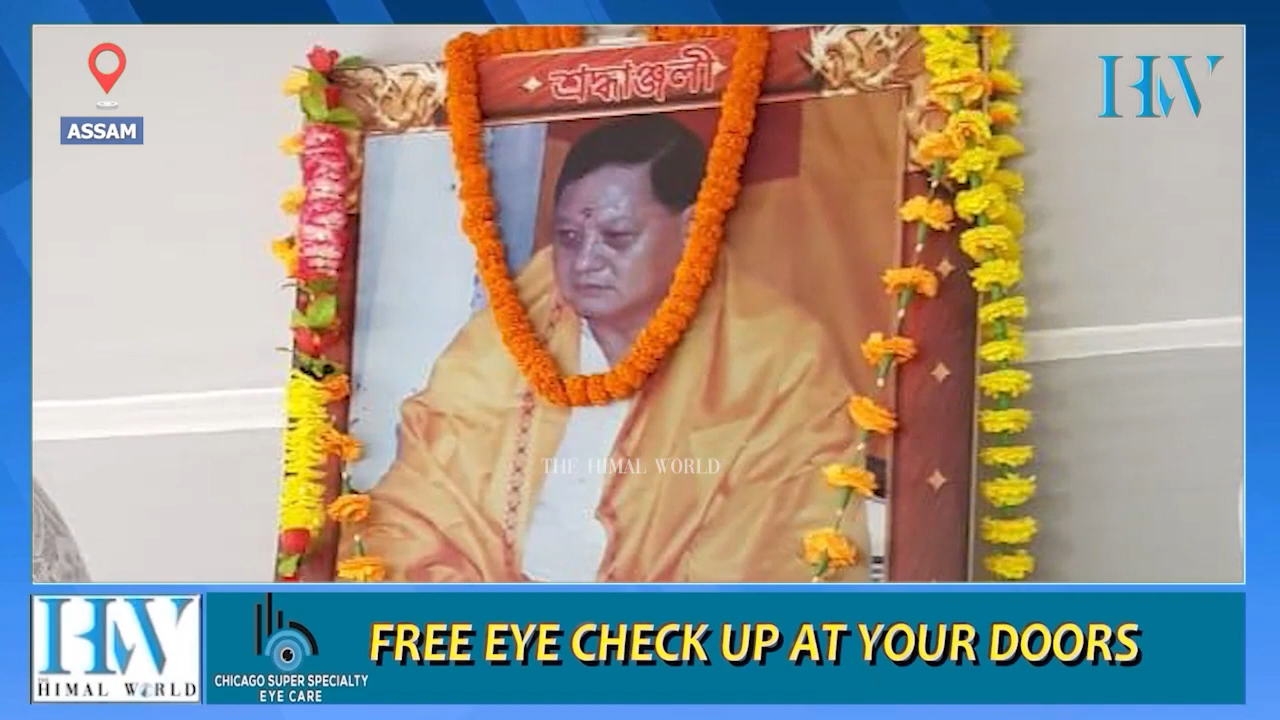 ASSAM
শ্রদ্ধাঞ্জলী
HW
THE HIMAL WORLD
HW
THE HIMAL WORLD
CHICAGO SUPER SPECIALTY
EYE CARE
FREE EYE CHECK UP AT YOUR DOORS